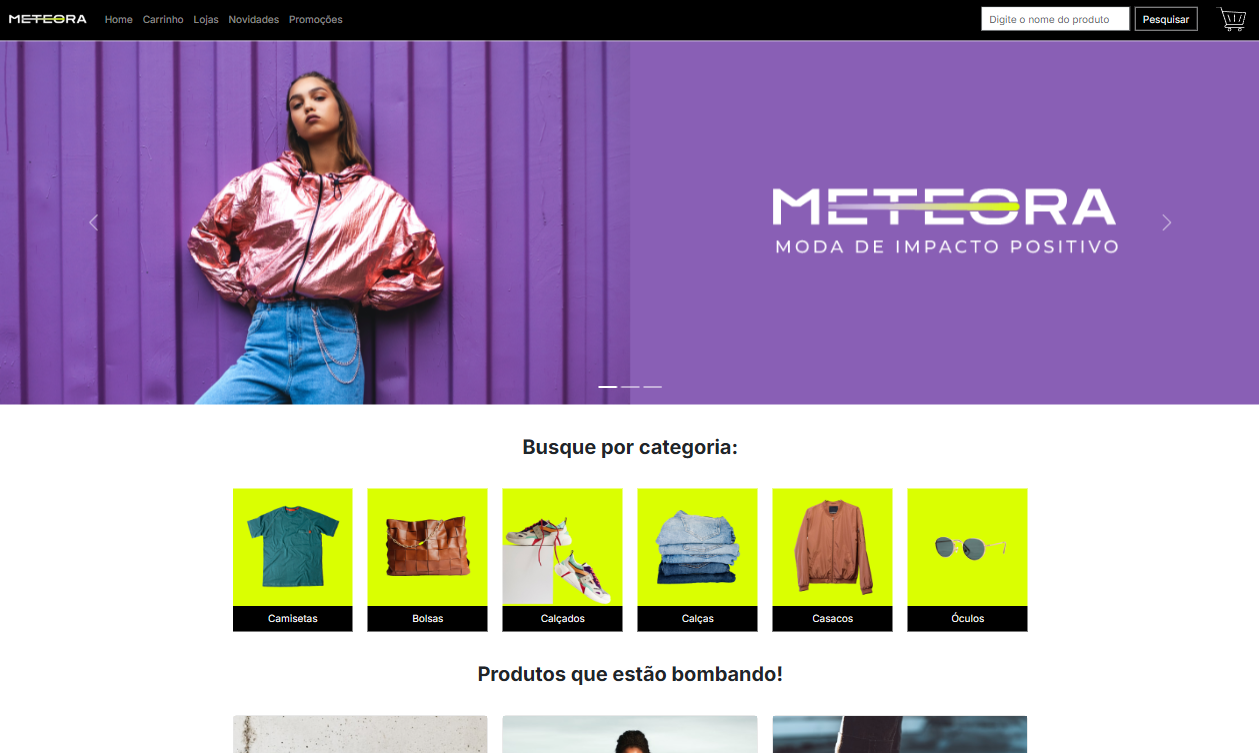 METEORA Home Carrinho Lojas Novidades Promoções Digite o nome do produto Pesquisar
METEORA
MODA DE IMPACTO POSITIVO
Busque por categoria:
Camisetas Bolsas Calçados Calças Casacos Óculos
Produtos que estão bombando!